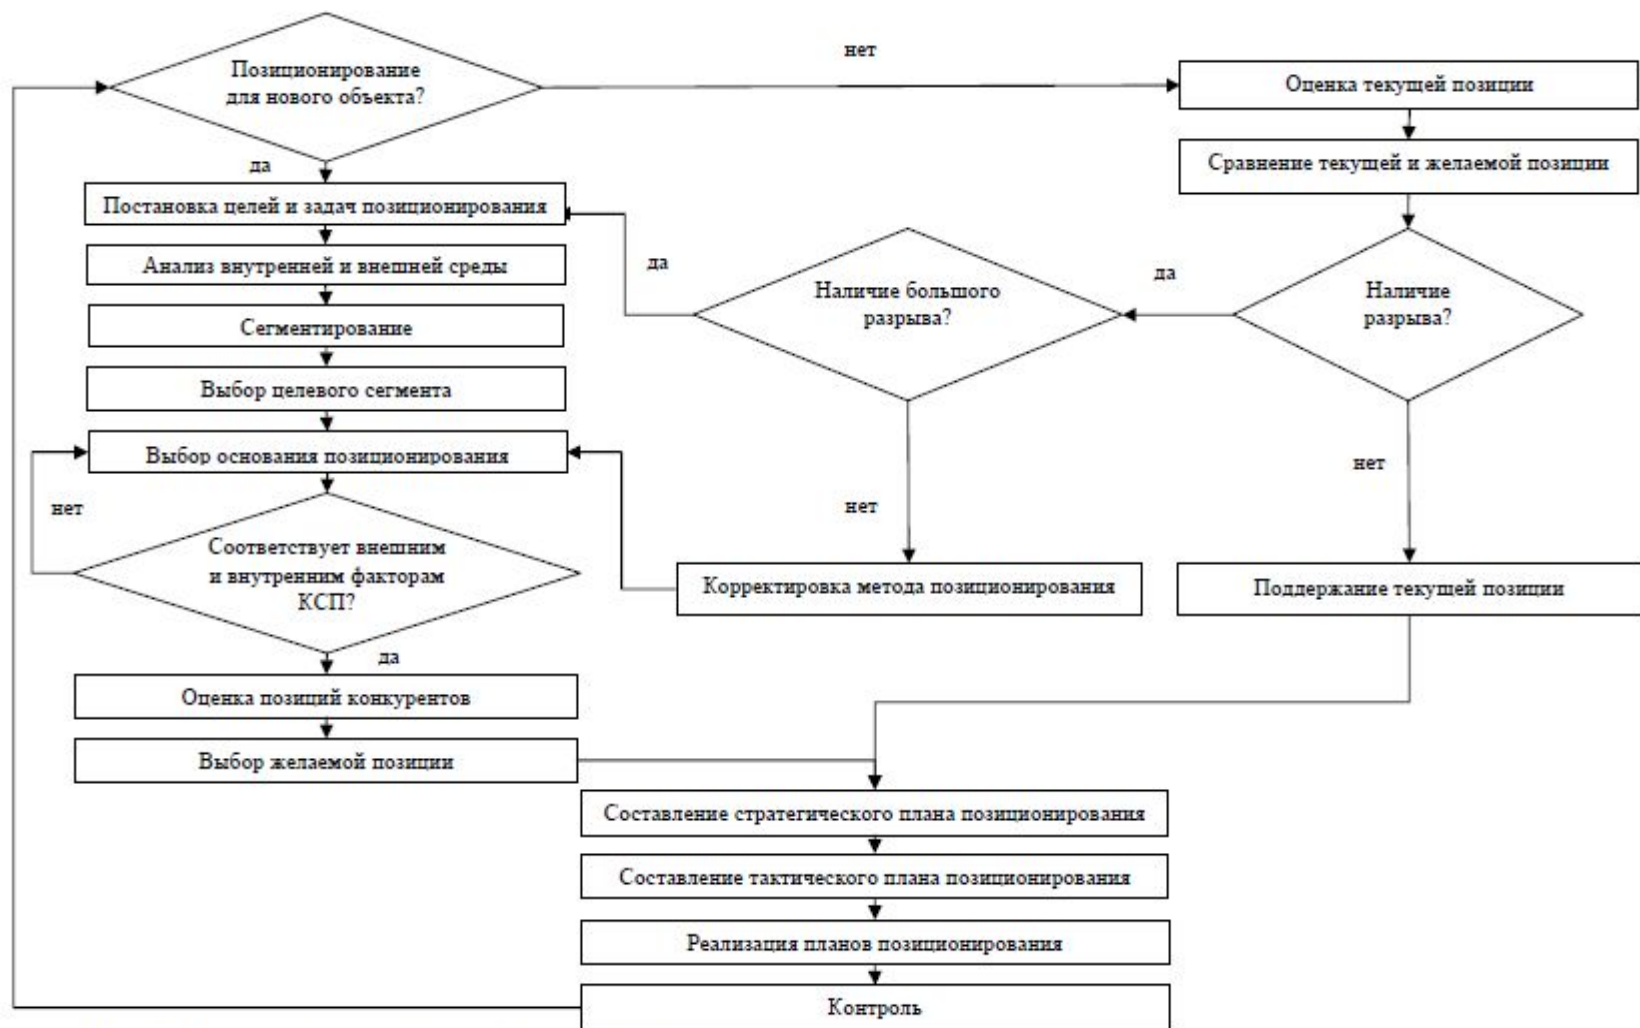 Позиционирование
для нового объекта?
нет
Оценка текущей позиции
Сравнение текущей и желаемой позиции
да
Постановка целей и задач позиционирования
Анализ внутренней и внешней среды
Сегментирование
Выбор целевого сегмента
Выбор основания позиционирования
да
Наличие большого
разрыва?
да
Наличие
разрыва?
нет
нет
нет
Соответствует внешним
и внутренним факторам
КСП?
Корректировка метода позиционирования
Поддержание текущей позиции
да
Оценка позиций конкурентов
Выбор желаемой позиции
Составление стратегического плана позиционирования
Составление тактического плана позиционирования
Реализация планов позиционирования
Контроль